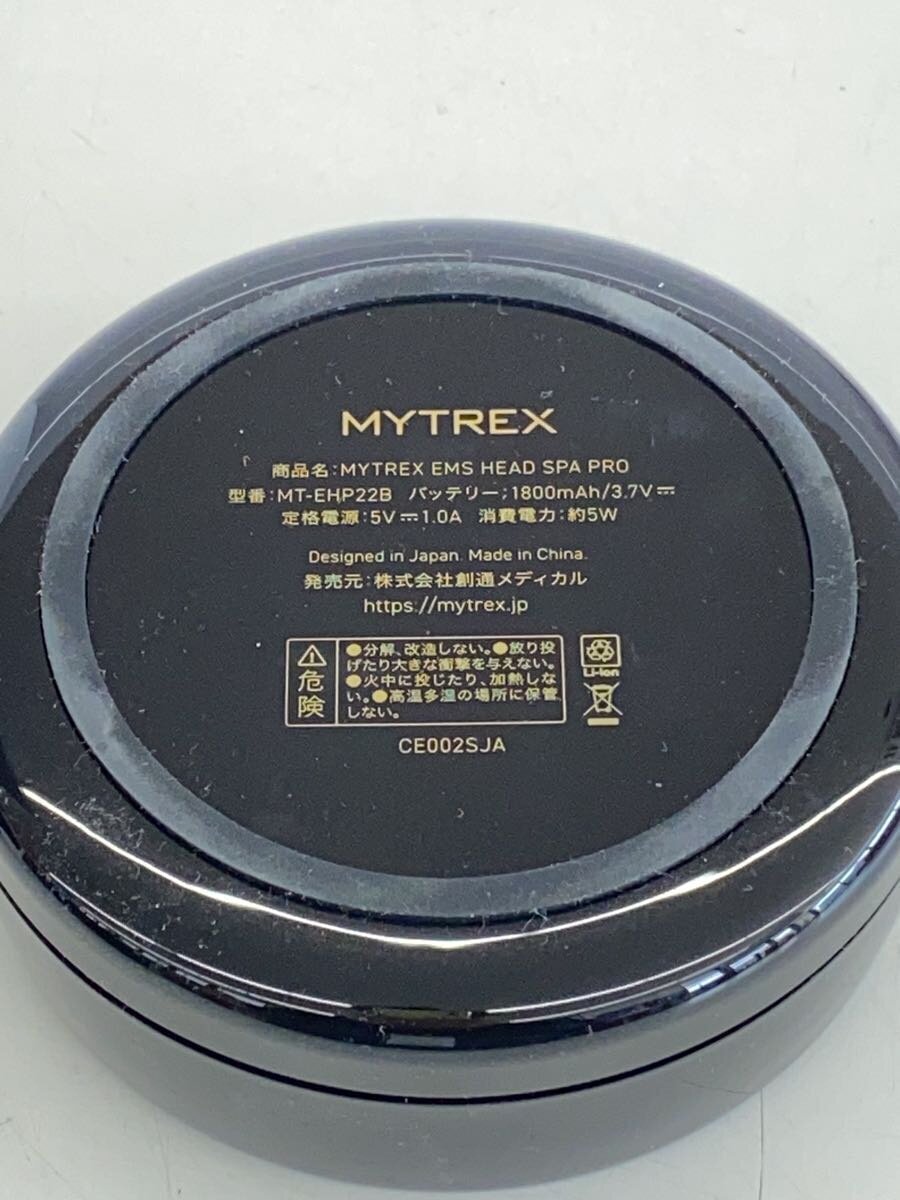 MYTREX
商品名:MYTREX EMS HEAD SPA PRO
型番:MT-EHP22B バッテリー;1800mAh/3.7V⎓
定格電源:5V⎓1.0A 消費電力:約5W
Designed in Japan. Made in China.
発売元:株式会社創通メディカル
https://mytrex.jp
⚠危険
●分解、改造しない。●放り投
げたり大きな衝撃を与えない。
●火中に投じたり、加熱しな
い。●高温多湿の場所に保管
しない。
Li-ion
CE002SJA